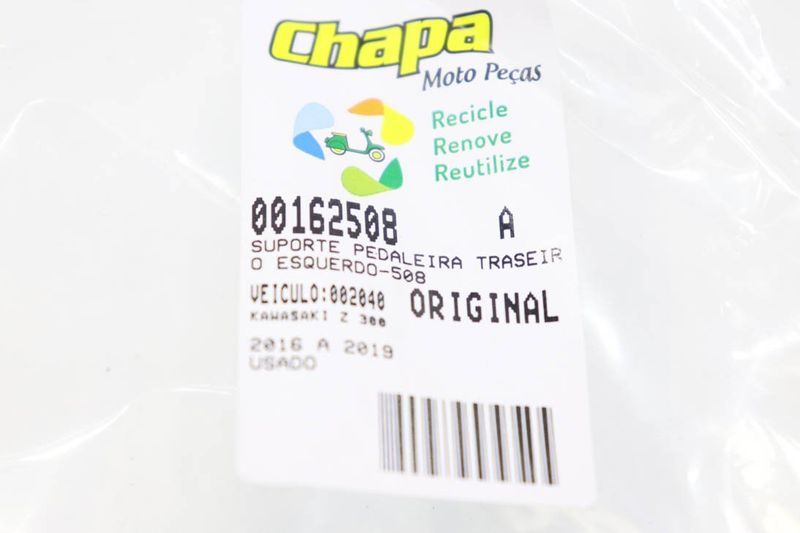 Chapa
Moto Peças
Recicle
Renove
Reutilize
00162508 A
SUPORTE PEDALEIRA TRASEIR
O ESQUERDO-508
VEICULO:002040 ORIGINAL
KAWASAKI Z 300
2016 A 2019
USADO